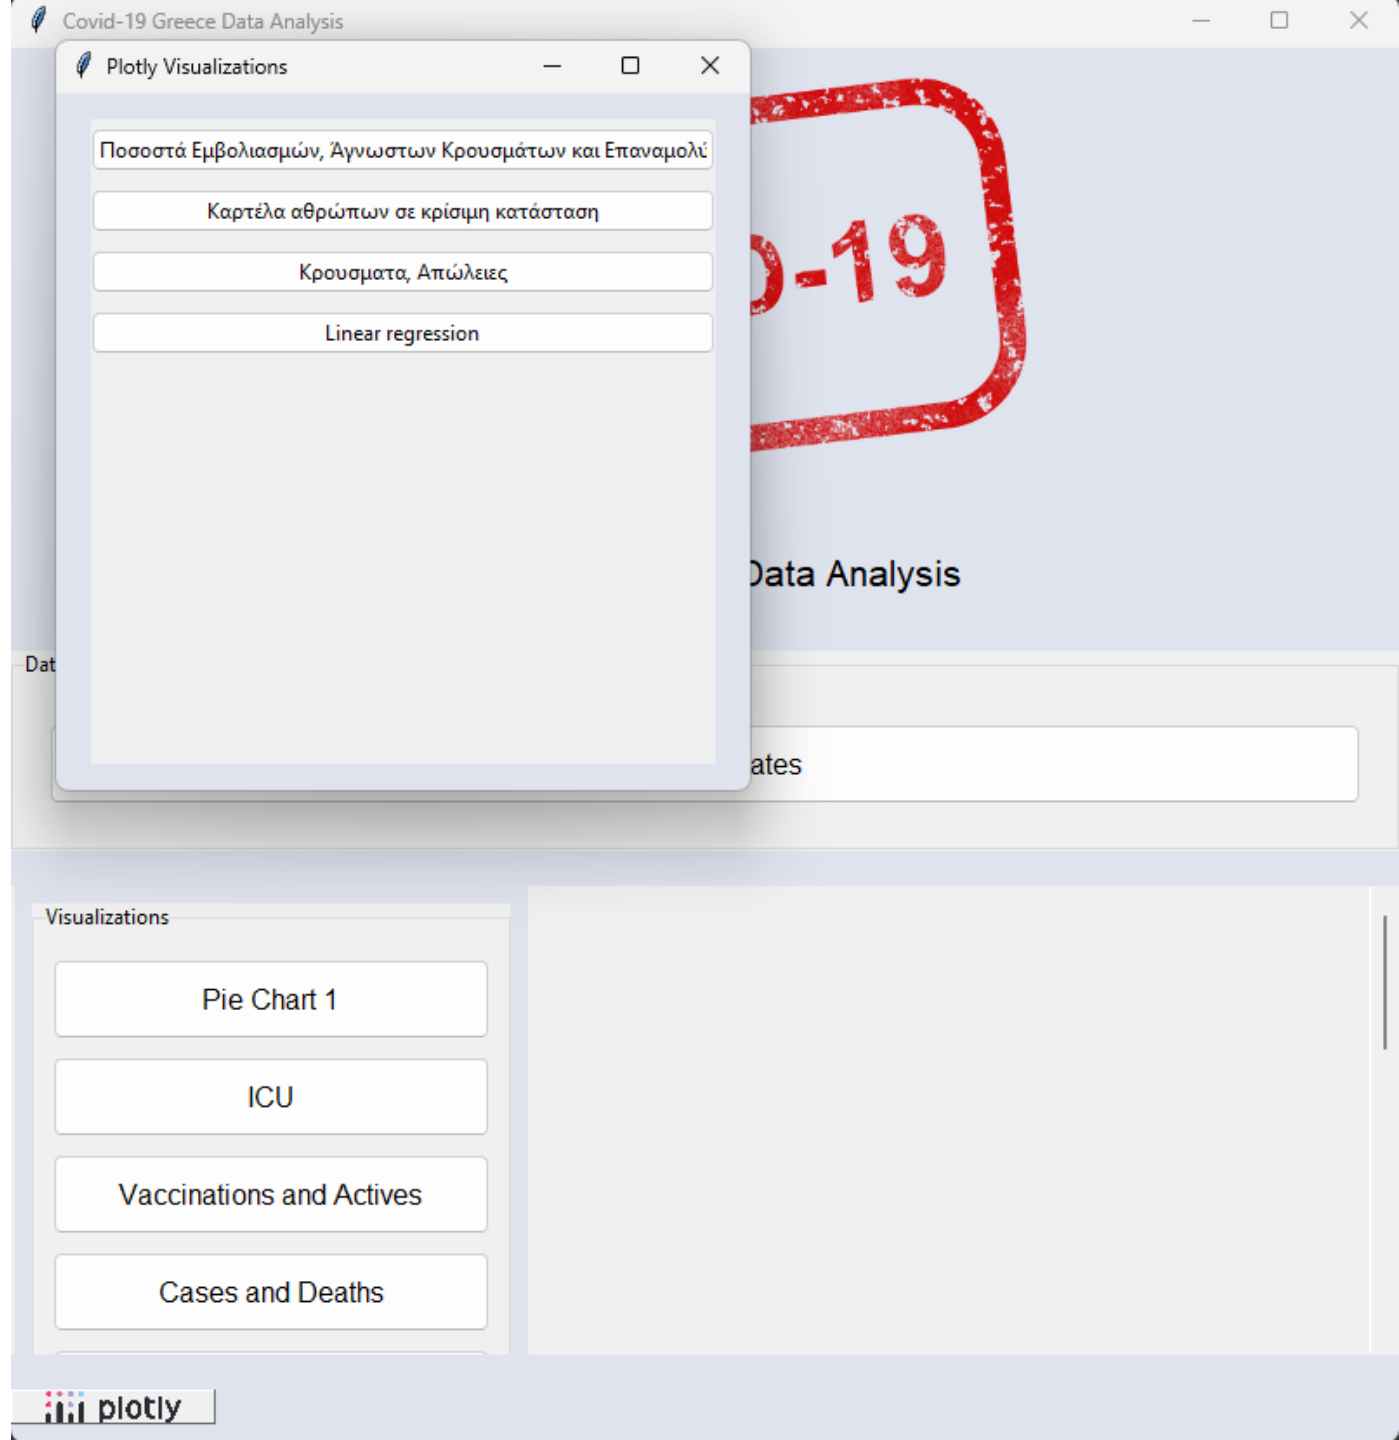 Covid-19 Greece Data Analysis
Plotly Visualizations
Ποσοστά Εμβολιασμών, Άγνωστων Κρουσμάτων και Επαναμολύ
Καρτέλα αθρώπων σε κρίσιμη κατάσταση
Κρουσματα, Απώλειες
Linear regression
D-19
Data Analysis
Dat
ates
Visualizations
Pie Chart 1
ICU
Vaccinations and Actives
Cases and Deaths
plotly